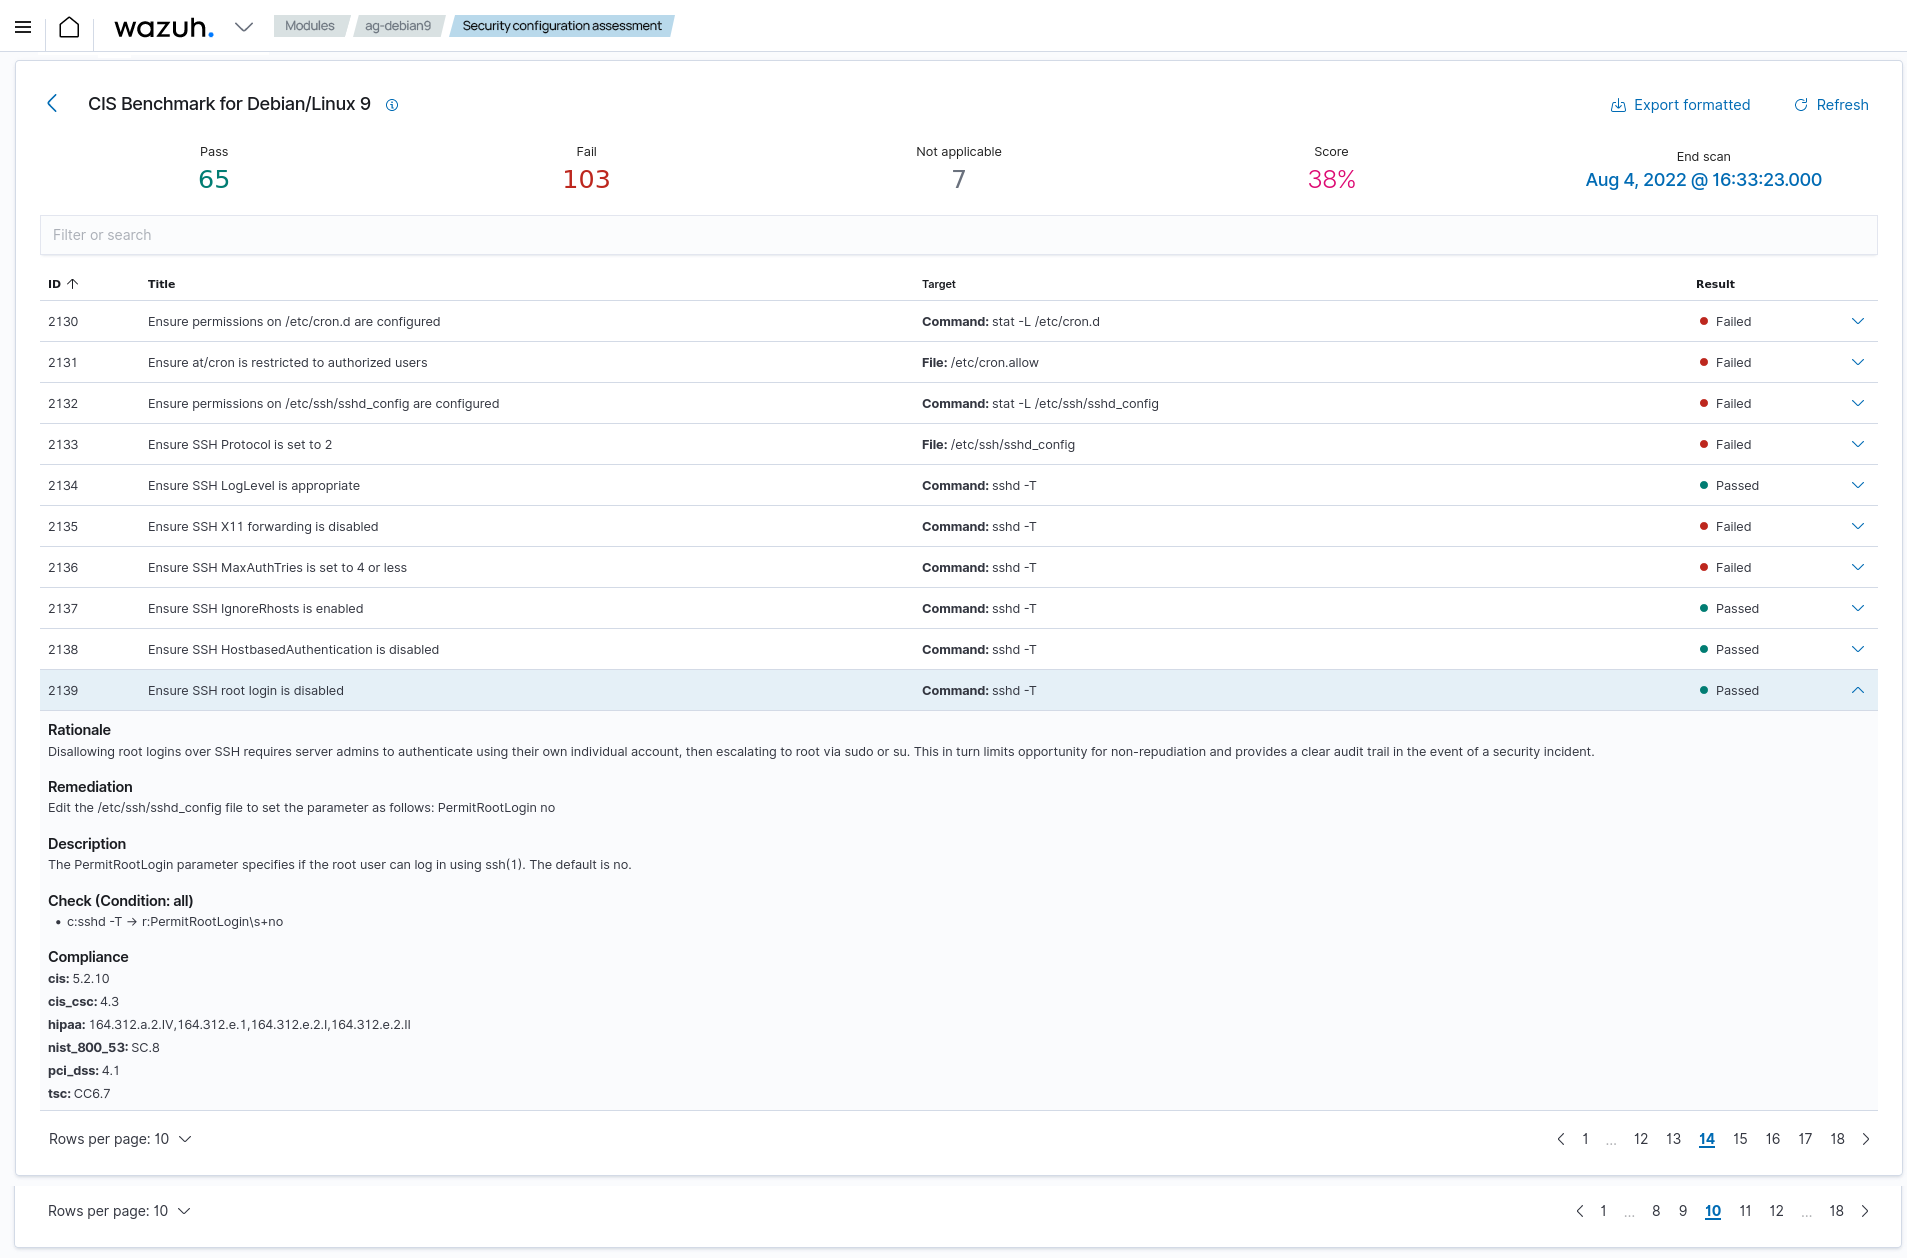 wazuh. Modules ag-debian9 Security configuration assessment
CIS Benchmark for Debian/Linux 9 Export formatted Refresh
Pass Fail Not applicable Score End scan
65 103 7 38% Aug 4, 2022 @ 16:33:23.000
Filter or search
ID Title Target Result
2130 Ensure permissions on /etc/cron.d are configured Command: stat -L /etc/cron.d Failed
2131 Ensure at/cron is restricted to authorized users File: /etc/cron.allow Failed
2132 Ensure permissions on /etc/ssh/sshd_config are configured Command: stat -L /etc/ssh/sshd_config Failed
2133 Ensure SSH Protocol is set to 2 File: /etc/ssh/sshd_config Failed
2134 Ensure SSH LogLevel is appropriate Command: sshd -T Passed
2135 Ensure SSH X11 forwarding is disabled Command: sshd -T Failed
2136 Ensure SSH MaxAuthTries is set to 4 or less Command: sshd -T Failed
2137 Ensure SSH IgnoreRhosts is enabled Command: sshd -T Passed
2138 Ensure SSH HostbasedAuthentication is disabled Command: sshd -T Passed
2139 Ensure SSH root login is disabled Command: sshd -T Passed
Rationale
Disallowing root logins over SSH requires server admins to authenticate using their own individual account, then escalating to root via sudo or su. This in turn limits opportunity for non-repudiation and provides a clear audit trail in the event of a security incident.
Remediation
Edit the /etc/ssh/sshd_config file to set the parameter as follows: PermitRootLogin no
Description
The PermitRootLogin parameter specifies if the root user can log in using ssh(1). The default is no.
Check (Condition: all)
• c:sshd -T → r:PermitRootLogin\s+no
Compliance
cis: 5.2.10
cis_csc: 4.3
hipaa: 164.312.a.2.IV,164.312.e.1,164.312.e.2.I,164.312.e.2.II
nist_800_53: SC.8
pci_dss: 4.1
tsc: CC6.7
Rows per page: 10 1 ... 12 13 14 15 16 17 18
Rows per page: 10 1 ... 8 9 10 11 12 ... 18